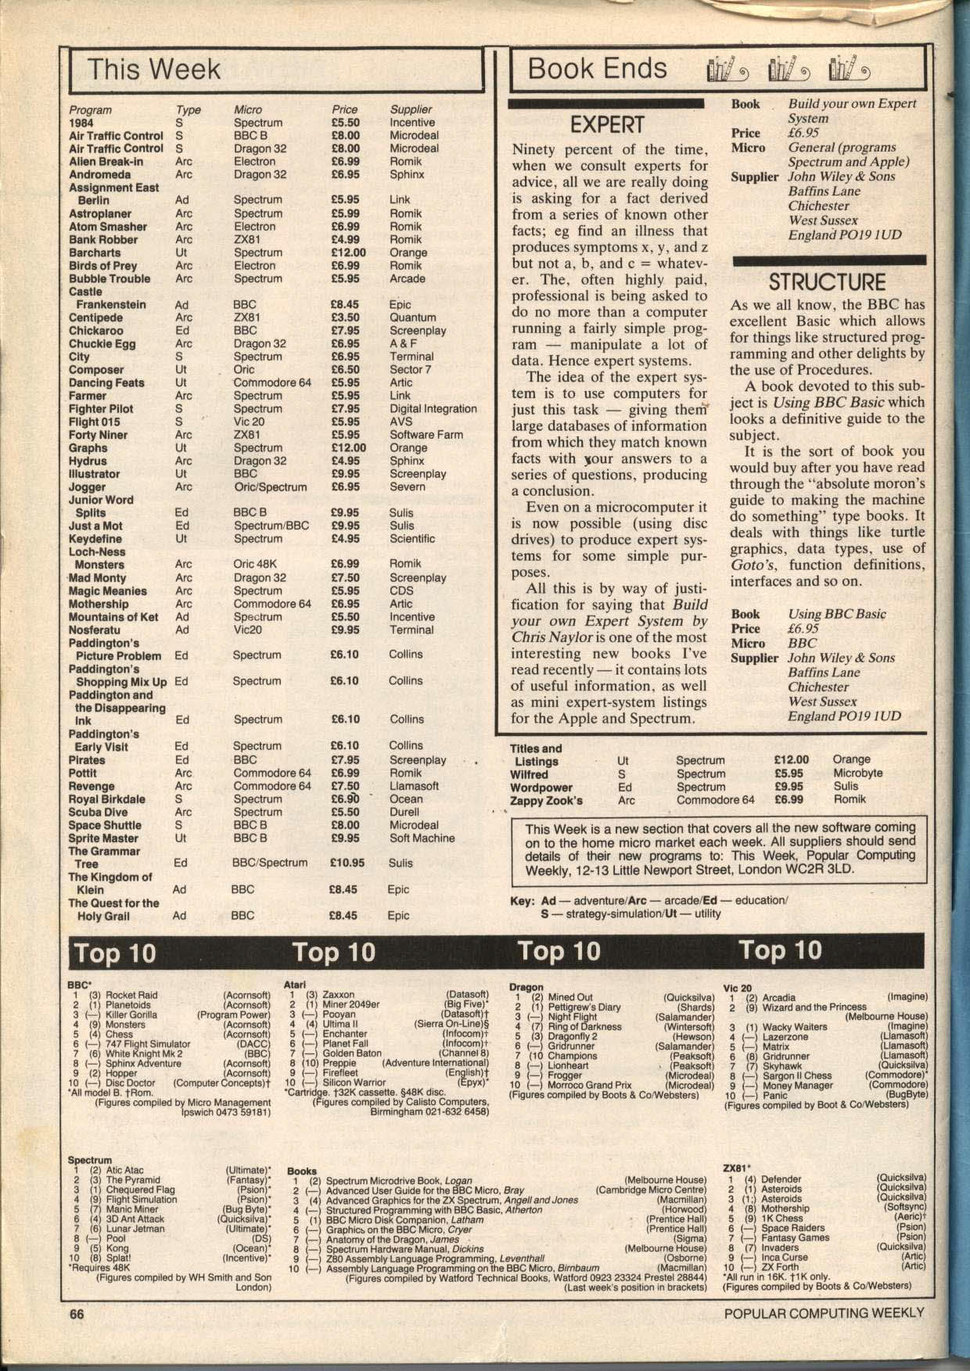 This Week
Program Type Micro Price Supplier
1984 S Spectrum £5.50 Incentive
Air Traffic Control S BBC B £8.00 Microdeal
Air Traffic Control S Dragon 32 £8.00 Microdeal
Alien Break-in Arc Electron £6.99 Romik
Andromeda Arc Dragon 32 £6.95 Sphinx
Assignment East
Berlin Ad Spectrum £5.95 Link
Astroplaner Arc Spectrum £5.99 Romik
Atom Smasher Arc Electron £6.99 Romik
Bank Robber Arc ZX81 £4.99 Romik
Barcharts Ut Spectrum £12.00 Orange
Birds of Prey Arc Electron £6.99 Romik
Bubble Trouble Arc Spectrum £5.95 Arcade
Castle
Frankenstein Ad BBC £8.45 Epic
Centipede Arc ZX81 £3.50 Quantum
Chickaroo Ed BBC £7.95 Screenplay
Chuckie Egg Arc Dragon 32 £6.95 A & F
City S Spectrum £6.95 Terminal
Composer Ut Oric £6.50 Sector 7
Dancing Feats Ut Commodore 64 £5.95 Artic
Farmer Arc Spectrum £5.95 Link
Fighter Pilot S Spectrum £7.95 Digital Integration
Flight 015 S Vic 20 £5.95 AVS
Forty Niner Arc ZX81 £5.95 Software Farm
Graphs Ut Spectrum £12.00 Orange
Hydrus Arc Dragon 32 £4.95 Sphinx
Illustrator Ut BBC £9.95 Screenplay
Jogger Arc Oric/Spectrum £6.95 Severn
Junior Word
Splits Ed BBC B £9.95 Sulis
Just a Mot Ed Spectrum/BBC £9.95 Sulis
Keydefine Ut Spectrum £4.95 Scientific
Loch-Ness
Monsters Arc Oric 48K £6.99 Romik
Mad Monty Arc Dragon 32 £7.50 Screenplay
Magic Meanies Arc Spectrum £5.95 CDS
Mothership Arc Commodore 64 £6.95 Artic
Mountains of Ket Ad Spectrum £5.50 Incentive
Nosferatu Ad Vic20 £9.95 Terminal
Paddington's
Picture Problem Ed Spectrum £6.10 Collins
Paddington's
Shopping Mix Up Ed Spectrum £6.10 Collins
Paddington and
the Disappearing
Ink Ed Spectrum £6.10 Collins
Paddington's
Early Visit Ed Spectrum £6.10 Collins
Pirates Ed BBC £7.95 Screenplay
Pottit Arc Commodore 64 £6.99 Romik
Revenge Arc Commodore 64 £7.50 Llamasoft
Royal Birkdale S Spectrum £6.90 Ocean
Scuba Dive Arc Spectrum £5.50 Durell
Space Shuttle S BBC B £8.00 Microdeal
Sprite Master Ut BBC B £9.95 Soft Machine
The Grammar
Tree Ed BBC/Spectrum £10.95 Sulis
The Kingdom of
Klein Ad BBC £8.45 Epic
The Quest for the
Holy Grail Ad BBC £8.45 Epic
Book Ends
EXPERT
Ninety percent of the time,
when we consult experts for
advice, all we are really doing
is asking for a fact derived
from a series of known other
facts; eg find an illness that
produces symptoms x, y, and z
but not a, b, and c = whatev-
er. The, often highly paid,
professional is being asked to
do no more than a computer
running a fairly simple prog-
ram — manipulate a lot of
data. Hence expert systems.
The idea of the expert sys-
tem is to use computers for
just this task — giving them
large databases of information
from which they match known
facts with your answers to a
series of questions, producing
a conclusion.
Even on a microcomputer it
is now possible (using disc
drives) to produce expert sys-
tems for some simple pur-
poses.
All this is by way of justi-
fication for saying that Build
your own Expert System by
Chris Naylor is one of the most
interesting new books I've
read recently — it contains lots
of useful information, as well
as mini expert-system listings
for the Apple and Spectrum.
Book Build your own Expert
System
Price £6.95
Micro General (programs
Spectrum and Apple)
Supplier John Wiley & Sons
Baffins Lane
Chichester
West Sussex
England PO19 1UD
STRUCTURE
As we all know, the BBC has
excellent Basic which allows
for things like structured prog-
ramming and other delights by
the use of Procedures.
A book devoted to this sub-
ject is Using BBC Basic which
looks a definitive guide to the
subject.
It is the sort of book you
would buy after you have read
through the "absolute moron's
guide to making the machine
do something" type books. It
deals with things like turtle
graphics, data types, use of
Goto's, function definitions,
interfaces and so on.
Book Using BBC Basic
Price £6.95
Micro BBC
Supplier John Wiley & Sons
Baffins Lane
Chichester
West Sussex
England PO19 1UD
Titles and
Listings Ut Spectrum £12.00 Orange
Wilfred S Spectrum £5.95 Microbyte
Wordpower Ed Spectrum £9.95 Sulis
Zappy Zook's Arc Commodore 64 £6.99 Romik
This Week is a new section that covers all the new software coming
on to the home micro market each week. All suppliers should send
details of their new programs to: This Week, Popular Computing
Weekly, 12-13 Little Newport Street, London WC2R 3LD.
Key: Ad — adventure/Arc — arcade/Ed — education/
S — strategy-simulation/Ut — utility
Top 10 Top 10 Top 10 Top 10
BBC*
1 (3) Rocket Raid (Acornsoft)
2 (1) Planetoids (Acornsoft)
3 (—) Killer Gorilla (Program Power)
4 (9) Monsters (Acornsoft)
5 (4) Chess (Acornsoft)
6 (—) 747 Flight Simulator (DACC)
7 (6) White Knight Mk 2 (BBC)
8 (—) Sphinx Adventure (Acornsoft)
9 (2) Hopper (Acornsoft)
10 (—) Disc Doctor (Computer Concepts)†
*All model B. †Rom.
(Figures compiled by Micro Management
Ipswich 0473 59181)
Atari
1 (3) Zaxxon (Datasoft)
2 (1) Miner 2049er (Big Five)*
3 (—) Pooyan (Datasoft)†
4 (4) Ultima II (Sierra On-Line)§
5 (—) Enchanter (Infocom)†
6 (—) Planet Fall (Infocom)†
7 (—) Golden Baton (Channel 8)
8 (10) Preppie (Adventure International)
9 (—) Firefleet (English)†
10 (—) Silicon Warrior (Epyx)*
*Cartridge. †32K cassette. §48K disc.
(Figures compiled by Calisto Computers,
Birmingham 021-632 6458)
Dragon
1 (2) Mined Out (Quicksilva)
2 (1) Pettigrew's Diary (Shards)
3 (—) Night Flight (Salamander)
4 (7) Ring of Darkness (Wintersoft)
5 (3) Dragonfly 2 (Hewson)
6 (—) Gridrunner (Salamander)
7 (10 Champions (Peaksoft)
8 (—) Lionheart (Peaksoft)
9 (—) Frogger (Microdeal)
10 (—) Morroco Grand Prix (Microdeal)
(Figures compiled by Boots & Co/Websters)
Vic 20
1 (2) Arcadia (Imagine)
2 (9) Wizard and the Princess
(Melbourne House)
3 (1) Wacky Waiters (Imagine)
4 (—) Lazerzone (Llamasoft)
5 (—) Matrix (Llamasoft)
6 (8) Gridrunner (Llamasoft)
7 (7) Skyhawk (Quicksilva)
8 (—) Sargon II Chess (Commodore)*
9 (—) Money Manager (Commodore)
10 (—) Panic (BugByte)
(Figures compiled by Boot & Co/Websters)
Spectrum
1 (2) Atic Atac (Ultimate)*
2 (3) The Pyramid (Fantasy)*
3 (1) Chequered Flag (Psion)*
4 (9) Flight Simulation (Psion)*
5 (7) Manic Miner (Bug Byte)*
6 (4) 3D Ant Attack (Quicksilva)*
7 (6) Lunar Jetman (Ultimate)*
8 (—) Pool (DS)
9 (5) Kong (Ocean)*
10 (8) Splat! (Incentive)*
*Requires 48K
(Figures compiled by WH Smith and Son
London)
Books
1 (2) Spectrum Microdrive Book, Logan (Melbourne House)
2 (—) Advanced User Guide for the BBC Micro, Bray (Cambridge Micro Centre)
3 (4) Advanced Graphics for the ZX Spectrum, Angell and Jones (Macmillan)
4 (—) Structured Programming with BBC Basic, Atherton (Horwood)
5 (1) BBC Micro Disk Companion, Latham (Prentice Hall)
6 (—) Graphics on the BBC Micro, Cryer (Prentice Hall)
7 (—) Anatomy of the Dragon, James (Sigma)
8 (—) Spectrum Hardware Manual, Dickins (Melbourne House)
9 (—) Z80 Assembly Language Programming, Leventhall (Osborne)
10 (—) Assembly Language Programming on the BBC Micro, Birnbaum (Macmillan)
(Figures compiled by Watford Technical Books, Watford 0923 23324 Prestel 28844)
(Last week's position in brackets)
ZX81*
1 (4) Defender (Quicksilva)
2 (1) Asteroids (Quicksilva)
3 (1;) Asteroids (Quicksilva)
4 (8) Mothership (Softsync)
5 (9) 1K Chess (Aeric)†
6 (—) Space Raiders (Psion)
7 (—) Fantasy Games (Psion)
8 (7) Invaders (Quicksilva)
9 (—) Inca Curse (Artic)
10 (—) ZX Forth (Artic)
*All run in 16K. †1K only.
(Figures compiled by Boots & Co/Websters)
66
POPULAR COMPUTING WEEKLY